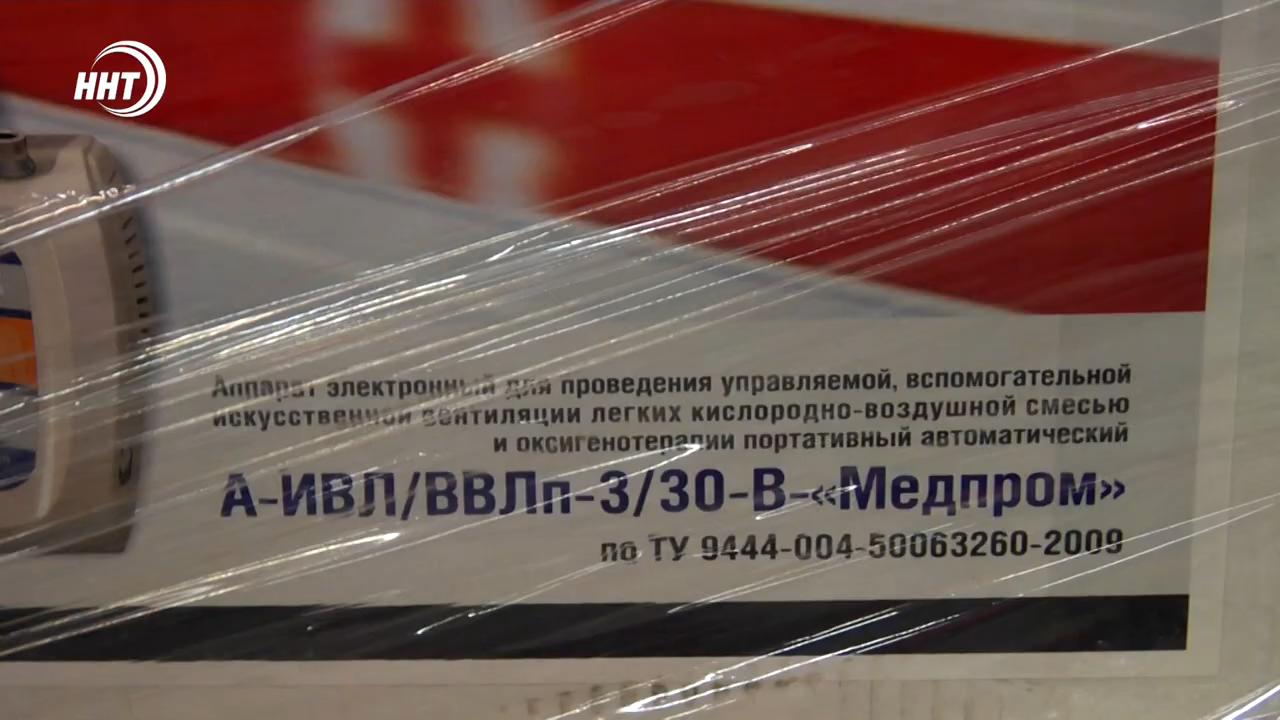 ННТ
Аппарат электронный для проведения управляемой, вспомогательной
искусственной вентиляции легких кислородно-воздушной смесью
и оксигенотерапии портативный автоматический
А-ИВЛ/ВВЛп-3/30-В-«Медпром»
по ТУ 9444-004-50063260-2009